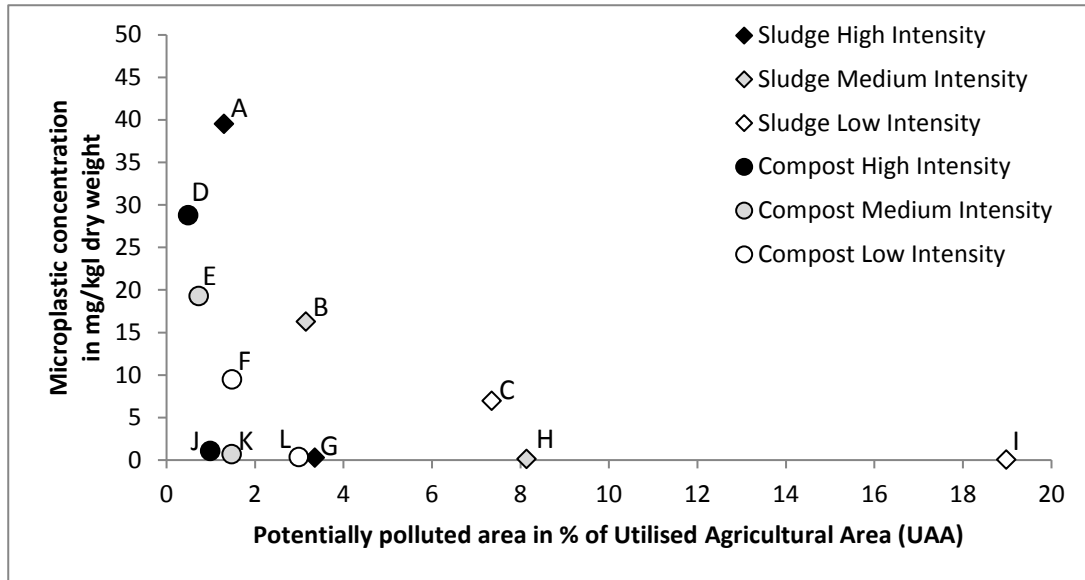 50
45
40
35
30
25
20
15
10
5
0
Microplastic concentration
in mg/kgl dry weight
Sludge High Intensity
Sludge Medium Intensity
Sludge Low Intensity
Compost High Intensity
Compost Medium Intensity
Compost Low Intensity
A
D
E
B
F
C
J
K
L
G
H
I
0 2 4 6 8 10 12 14 16 18 20
Potentially polluted area in % of Utilised Agricultural Area (UAA)